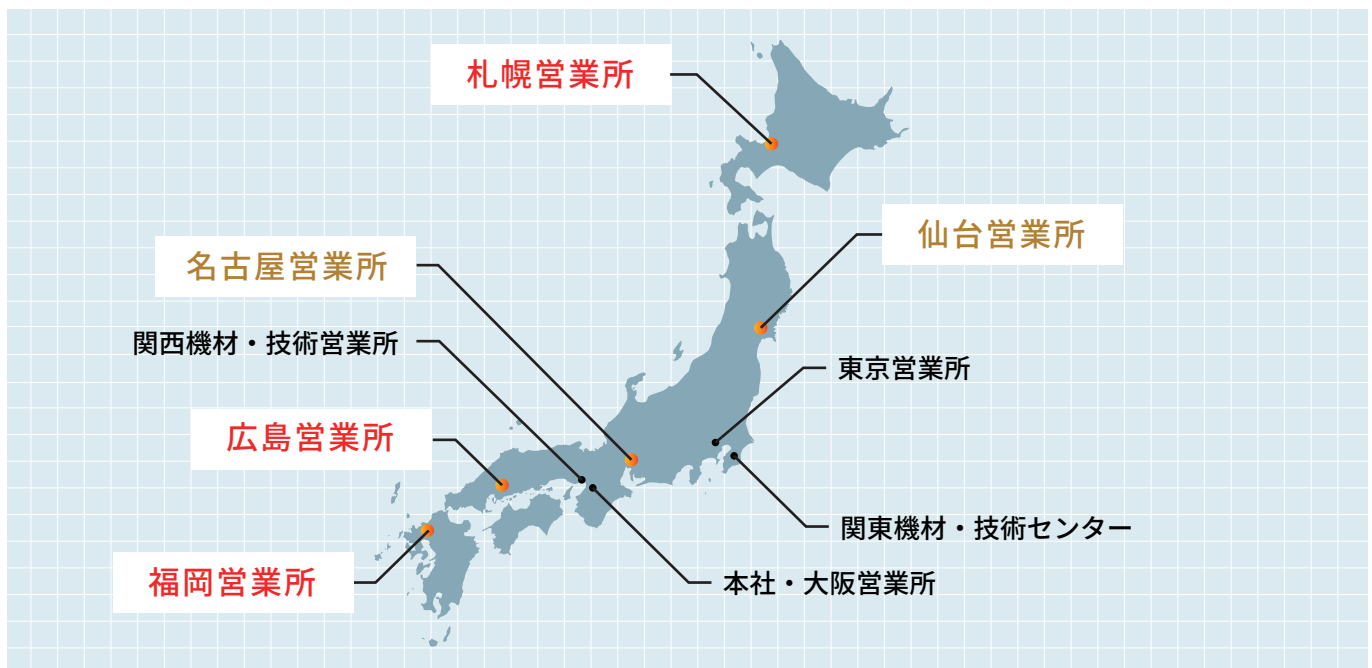 札幌営業所
仙台営業所
名古屋営業所
関西機材・技術営業所
東京営業所
広島営業所
関東機材・技術センター
福岡営業所
本社・大阪営業所